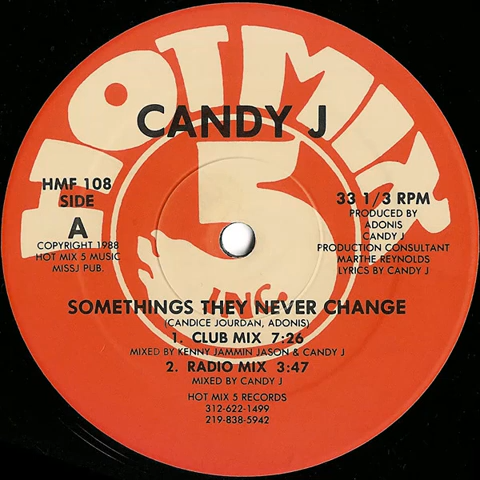 HOT MIX
5
INC.
CANDY J
HMF 108
SIDE
A
COPYRIGHT 1988
HOT MIX 5 MUSIC
MISSJ PUB.
33 1/3 RPM
PRODUCED BY
ADONIS
CANDY J
PRODUCTION CONSULTANT
MARTHE REYNOLDS
LYRICS BY CANDY J
SOMETHINGS THEY NEVER CHANGE
(CANDICE JOURDAN, ADONIS)
1. CLUB MIX 7:26
MIXED BY KENNY JAMMIN JASON & CANDY J
2. RADIO MIX 3:47
MIXED BY CANDY J
HOT MIX 5 RECORDS
312-622-1499
219-838-5942